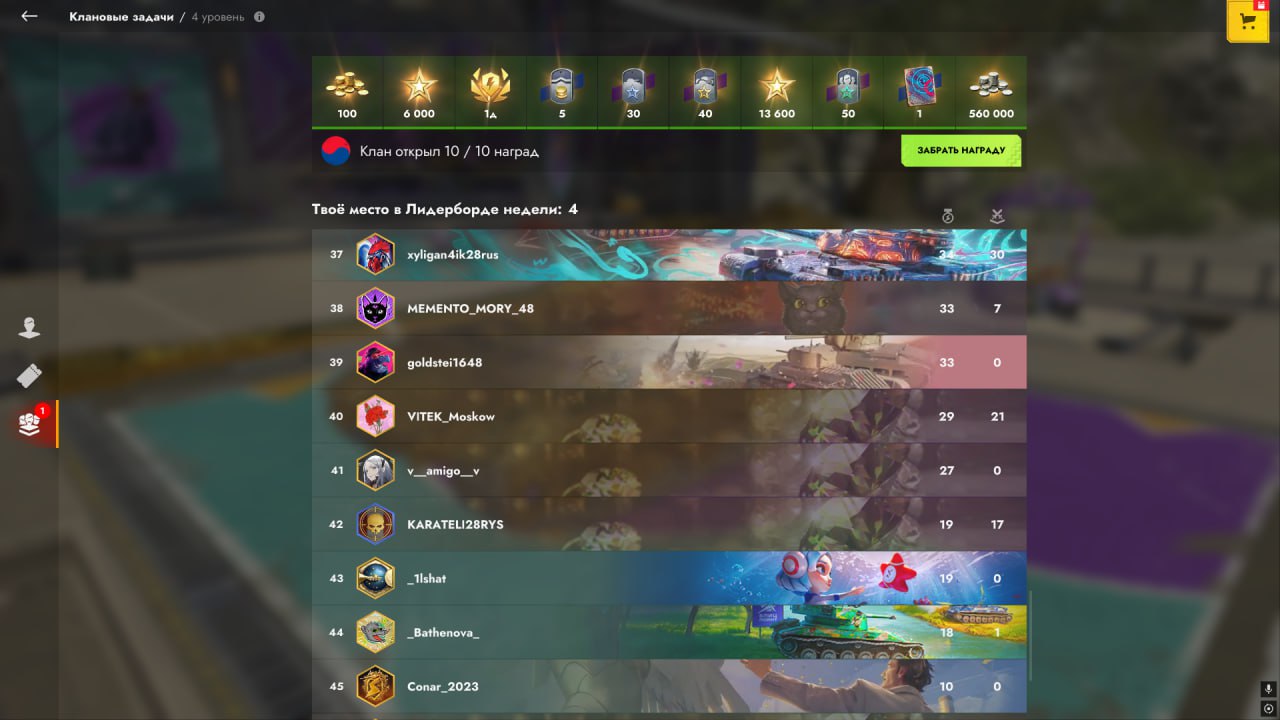 Клановые задачи / 4 уровень
100 6 000 1д 5 30 40 13 600 50 1 560 000
Клан открыл 10 / 10 наград
ЗАБРАТЬ НАГРАДУ
Твоё место в Лидерборде недели: 4
37 xyligan4ik28rus 34 30
38 MEMENTO_MORY_48 33 7
39 goldstei1648 33 0
1
40 VITEK_Moskow 29 21
41 v__amigo__v 27 0
42 KARATELI28RYS 19 17
43 _1lshat 19 0
44 _Bathenova_ 18 1
45 Conar_2023 10 0